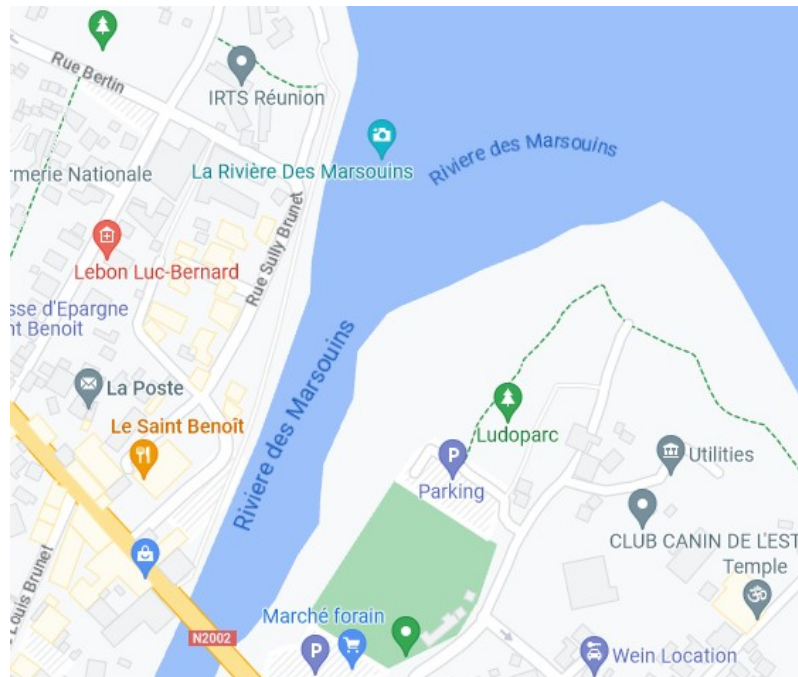 Rue Bertin
IRTS Réunion
La Rivière Des Marsouins
Riviere des Marsouins
rmerie Nationale
Lebon Luc-Bernard
Rue Sully Brunet
sse d'Epargne
nt Benoit
La Poste
Le Saint Benoît
Riviere des Marsouins
Ludoparc
P
Parking
Utilities
CLUB CANIN DE L'EST
Temple
Louis Brunet
N2002
Marché forain
P
Wein Location